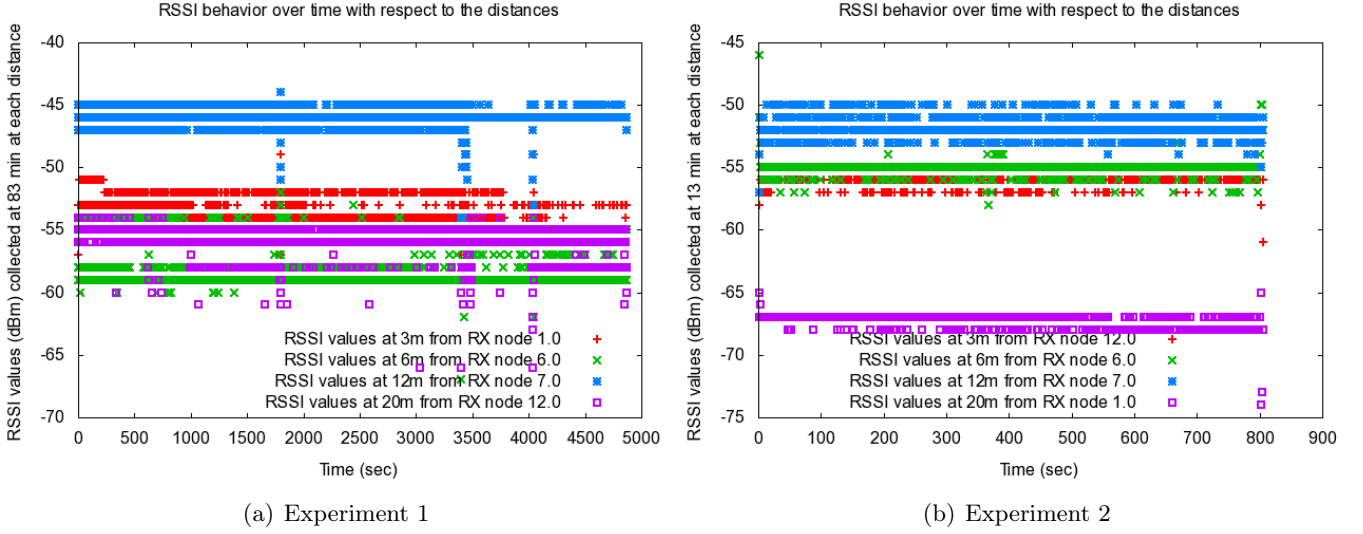 RSSI behavior over time with respect to the distances
RSSI values (dBm) collected at 83 min at each distance
-40
-45
-50
-55
-60
-65
-70
RSSI values at 3m from RX node 1.0
RSSI values at 6m from RX node 6.0
RSSI values at 12m from RX node 7.0
RSSI values at 20m from RX node 12.0
0 500 1000 1500 2000 2500 3000 3500 4000 4500 5000
Time (sec)
(a) Experiment 1
RSSI behavior over time with respect to the distances
RSSI values (dBm) collected at 13 min at each distance
-45
-50
-55
-60
-65
-70
-75
RSSI values at 3m from RX node 12.0
RSSI values at 6m from RX node 6.0
RSSI values at 12m from RX node 7.0
RSSI values at 20m from RX node 1.0
0 100 200 300 400 500 600 700 800 900
Time (sec)
(b) Experiment 2